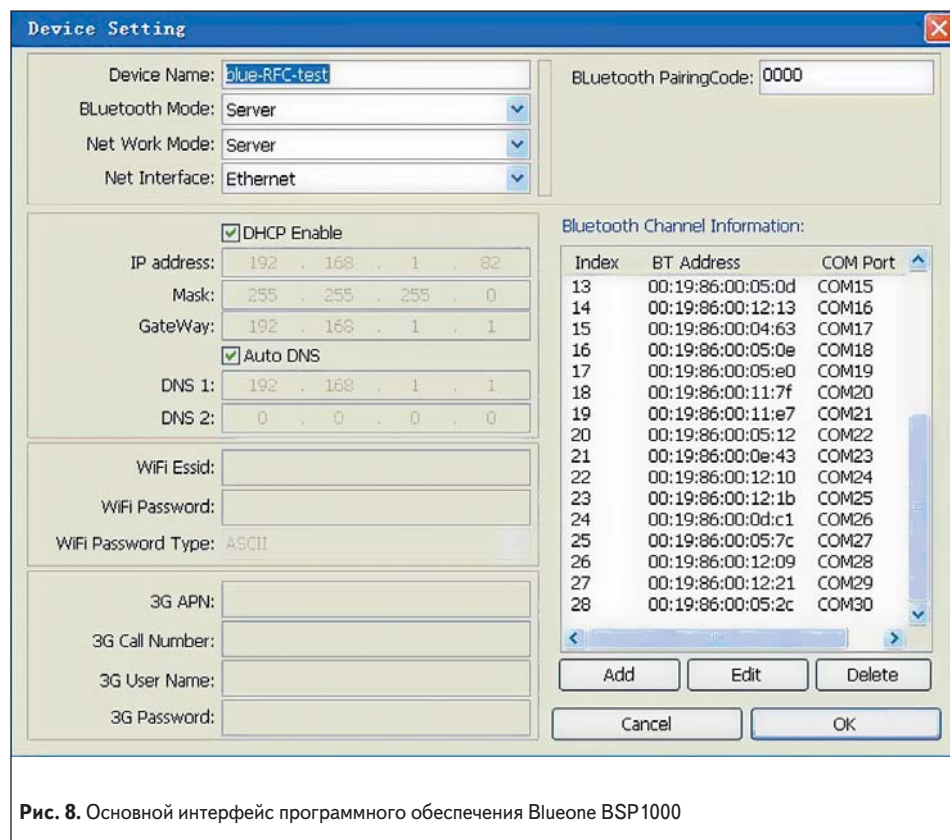 Device Setting
Device Name: blue-RFC-test
BLuetooth PairingCode: 0000
BLuetooth Mode: Server
Net Work Mode: Server
Net Interface: Ethernet
DHCP Enable
IP address: 192 . 168 . 1 . 82
Mask: 255 . 255 . 255 . 0
GateWay: 192 . 168 . 1 . 1
Auto DNS
DNS 1: 192 . 168 . 1 . 1
DNS 2: 0 . 0 . 0 . 0
WiFi Essid:
WiFi Password:
WiFi Password Type: ASCII
3G APN:
3G Call Number:
3G User Name:
3G Password:
Bluetooth Channel Information:
Index BT Address COM Port
13 00:19:86:00:05:0d COM15
14 00:19:86:00:12:13 COM16
15 00:19:86:00:04:63 COM17
16 00:19:86:00:05:0e COM18
17 00:19:86:00:05:e0 COM19
18 00:19:86:00:11:7f COM20
19 00:19:86:00:11:e7 COM21
20 00:19:86:00:05:12 COM22
21 00:19:86:00:0e:43 COM23
22 00:19:86:00:12:10 COM24
23 00:19:86:00:12:1b COM25
24 00:19:86:00:0d:c1 COM26
25 00:19:86:00:05:7c COM27
26 00:19:86:00:12:09 COM28
27 00:19:86:00:12:21 COM29
28 00:19:86:00:05:2c COM30
Add Edit Delete
Cancel OK
Рис. 8. Основной интерфейс программного обеспечения Blueone BSP1000